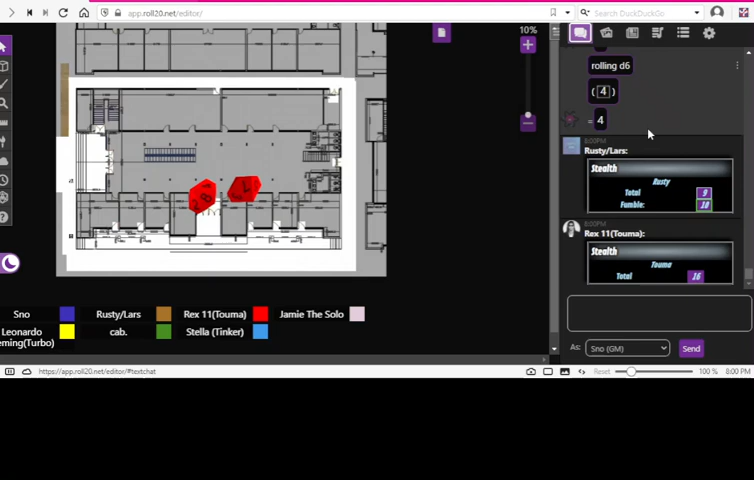 app.roll20.net/editor/
Search DuckDuckGo
10%
rolling d6
(4)
= 4
8:00PM
Rusty/Lars:
Stealth
Rusty
Total 9
Fumble: 10
8:00PM
Rex 11(Touma):
Stealth
Touma
Total 16
Sno
Rusty/Lars
Rex 11(Touma)
Jamie The Solo
Leonardo
eming(Turbo)
cab.
Stella (Tinker)
As:
Sno (GM)
Send
https://app.roll20.net/editor/#textchat
Reset
100 %
8:00 PM